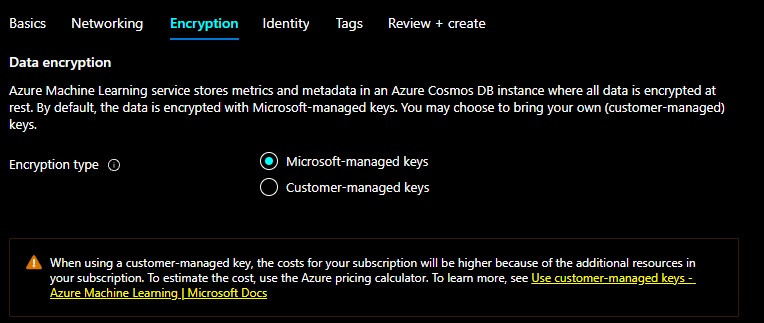 Basics Networking Encryption Identity Tags Review + create
Data encryption
Azure Machine Learning service stores metrics and metadata in an Azure Cosmos DB instance where all data is encrypted at
rest. By default, the data is encrypted with Microsoft-managed keys. You may choose to bring your own (customer-managed)
keys.
Encryption type Microsoft-managed keys
Customer-managed keys
When using a customer-managed key, the costs for your subscription will be higher because of the additional resources in
your subscription. To estimate the cost, use the Azure pricing calculator. To learn more, see Use customer-managed keys -
Azure Machine Learning | Microsoft Docs